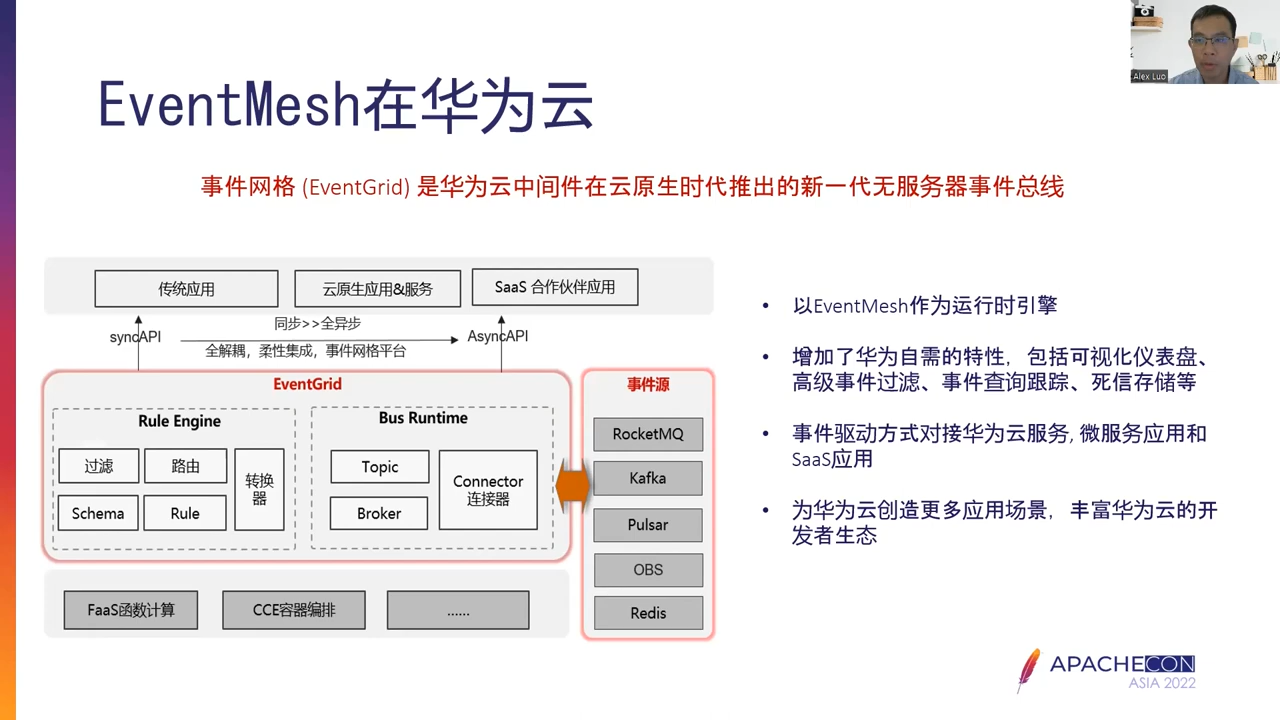 Alex Luo
EventMesh在华为云
事件网格 (EventGrid) 是华为云中间件在云原生时代推出的新一代无服务器事件总线
传统应用
云原生应用&服务
SaaS 合作伙伴应用
syncAPI
同步>>全异步
AsyncAPI
全解耦，柔性集成，事件网格平台
EventGrid
Rule Engine
过滤
路由
转换
器
Schema
Rule
Bus Runtime
Topic
Broker
Connector
连接器
事件源
RocketMQ
Kafka
Pulsar
OBS
Redis
FaaS函数计算
CCE容器编排
......
• 以EventMesh作为运行时引擎
• 增加了华为自需的特性，包括可视化仪表盘、
高级事件过滤、事件查询跟踪、死信存储等
• 事件驱动方式对接华为云服务, 微服务应用和
SaaS应用
• 为华为云创造更多应用场景，丰富华为云的开
发者生态
APACHECON
ASIA 2022